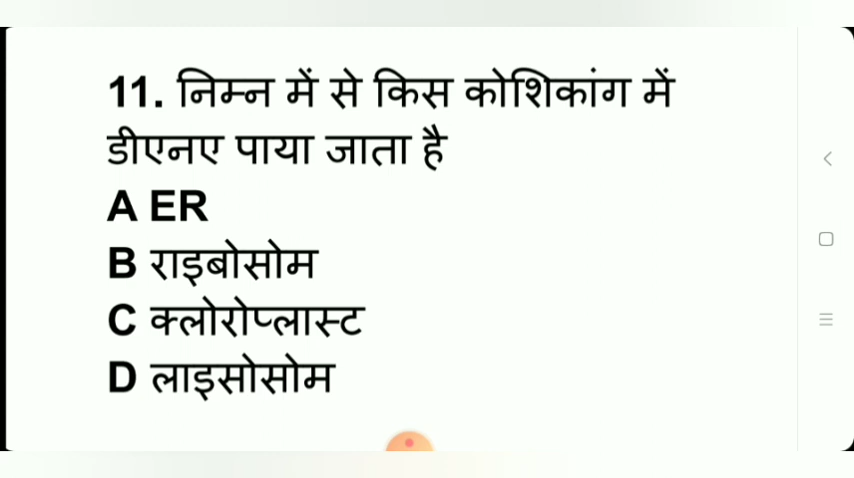 11. निम्न में से किस कोशिकांग में
डीएनए पाया जाता है
A ER
B राइबोसोम
C क्लोरोप्लास्ट
D लाइसोसोम